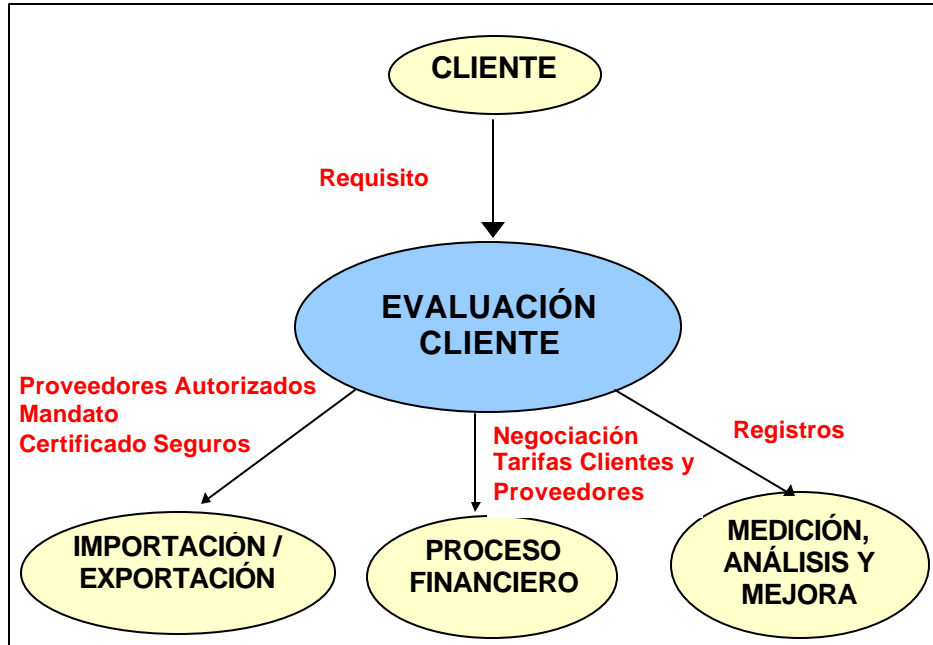 CLIENTE
Requisito
EVALUACIÓN
CLIENTE
Proveedores Autorizados
Mandato
Certificado Seguros
Negociación
Tarifas Clientes y
Proveedores
Registros
IMPORTACIÓN /
EXPORTACIÓN
PROCESO
FINANCIERO
MEDICIÓN,
ANÁLISIS Y
MEJORA